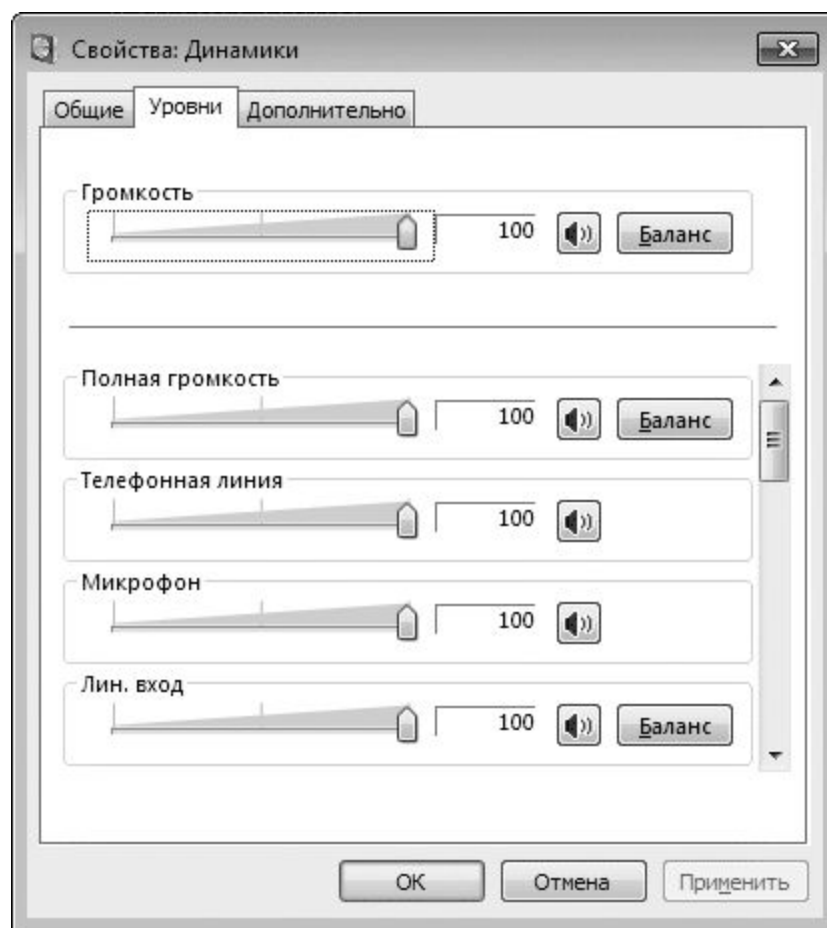 Свойства: Динамики
Общие Уровни Дополнительно
Громкость
100 Баланс
Полная громкость
100 Баланс
Телефонная линия
100
Микрофон
100
Лин. вход
100 Баланс
ОК Отмена Применить